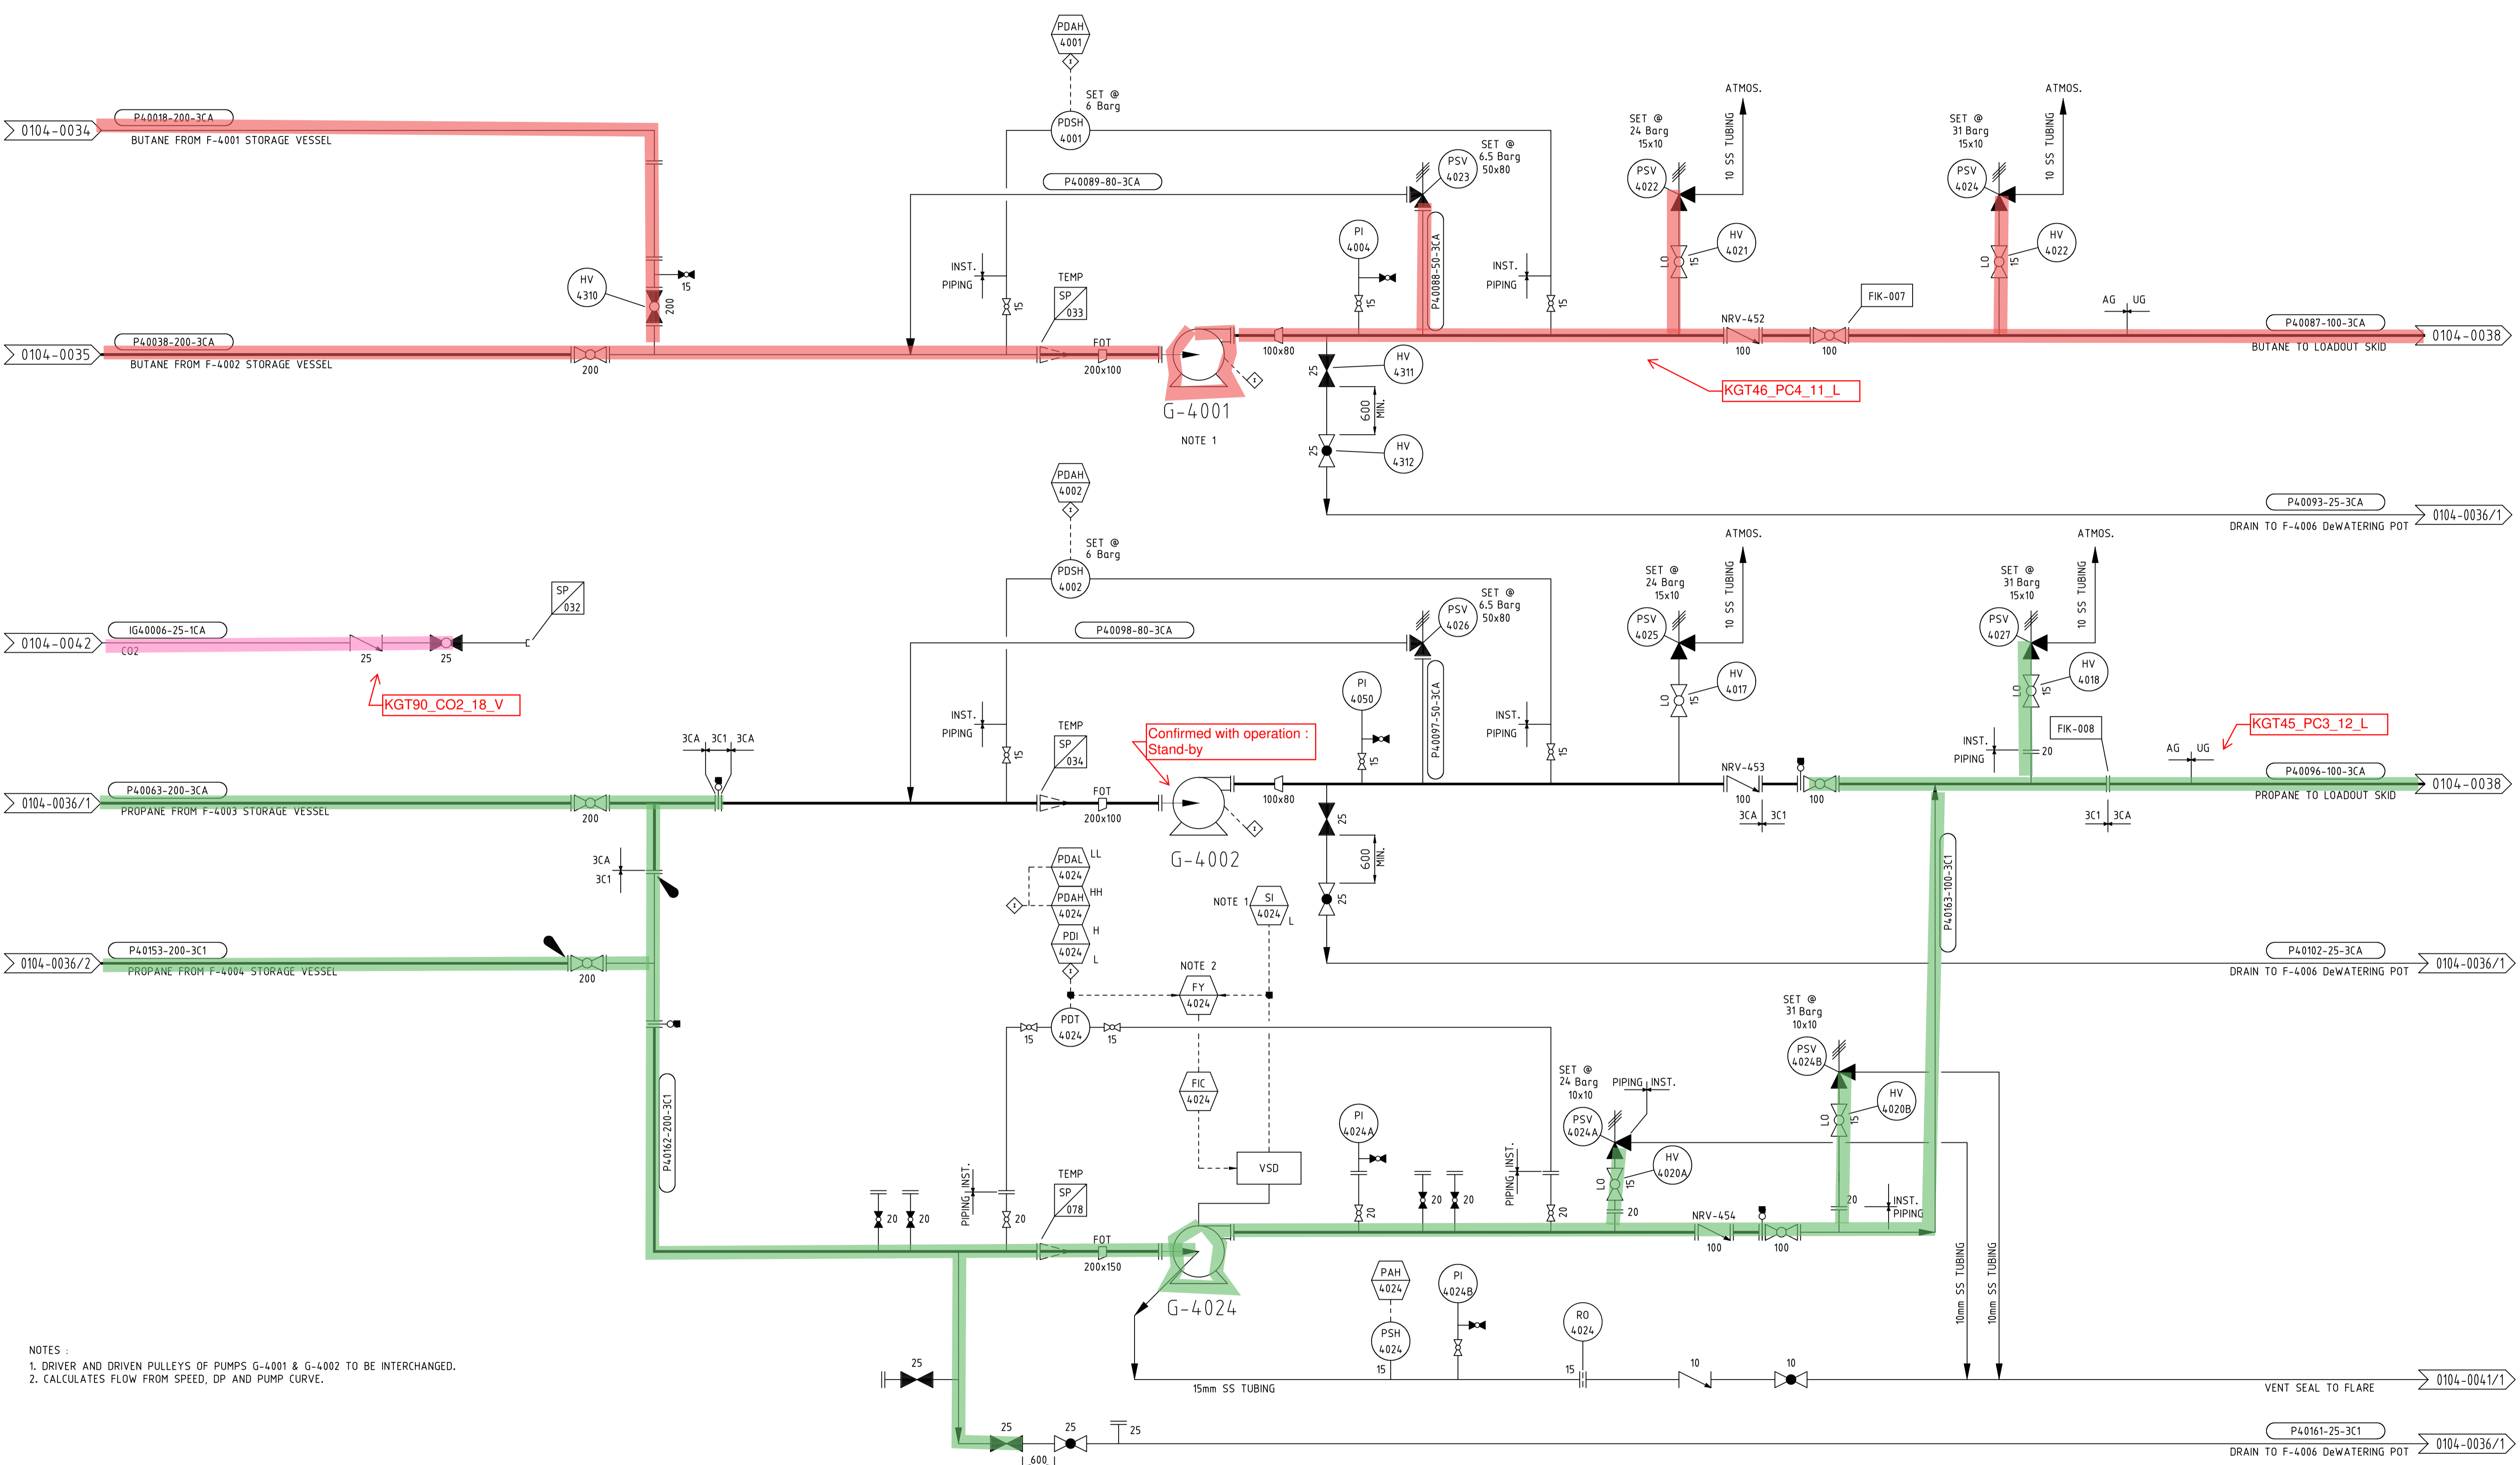 PDAH
4001
SET @
6 Barg
PDSH
4001
0104-0034
P40018-200-3CA
BUTANE FROM F-4001 STORAGE VESSEL
P40089-80-3CA
PSV
4023
SET @
6.5 Barg
50x80
SET @
24 Barg
15x10
PSV
4022
ATMOS.
10 SS TUBING
SET @
31 Barg
15x10
PSV
4024
ATMOS.
10 SS TUBING
HV
4310
15
200
INST.
PIPING
15
TEMP
SP
033
PI
4004
15
P40088-50-3CA
INST.
PIPING
15
HV
4021
LO
15
HV
4022
LO
15
FIK-007
AG
UG
NRV-452
100
100
0104-0035
P40038-200-3CA
BUTANE FROM F-4002 STORAGE VESSEL
200
FOT
200x100
G-4001
NOTE 1
100x80
P40087-100-3CA
BUTANE TO LOADOUT SKID
0104-0038
KGT46_PC4_11_L
25
HV
4311
600
MIN.
25
HV
4312
P40093-25-3CA
DRAIN TO F-4006 DeWATERING POT
0104-0036/1
PDAH
4002
SET @
6 Barg
PDSH
4002
SP
032
0104-0042
IG40006-25-1CA
CO2
25
25
KGT90_CO2_18_V
P40098-80-3CA
PSV
4026
SET @
6.5 Barg
50x80
SET @
24 Barg
15x10
PSV
4025
ATMOS.
10 SS TUBING
SET @
31 Barg
15x10
PSV
4027
ATMOS.
10 SS TUBING
HV
4017
LO
15
HV
4018
LO
15
INST.
PIPING
15
TEMP
SP
034
Confirmed with operation :
Stand-by
PI
4050
15
P40097-50-3CA
INST.
PIPING
15
INST.
PIPING
20
FIK-008
AG
UG
KGT45_PC3_12_L
3CA
3C1
3CA
0104-0036/1
P40063-200-3CA
PROPANE FROM F-4003 STORAGE VESSEL
200
FOT
200x100
G-4002
100x80
NRV-453
100
100
3CA
3C1
3C1
3CA
P40096-100-3CA
PROPANE TO LOADOUT SKID
0104-0038
3CA
3C1
25
600
MIN.
25
PDAL
4024
LL
PDAH
4024
HH
PDI
4024
H
L
NOTE 1
SI
4024
L
P40163-100-3C1
0104-0036/2
P40153-200-3C1
PROPANE FROM F-4004 STORAGE VESSEL
200
P40102-25-3CA
DRAIN TO F-4006 DeWATERING POT
0104-0036/1
NOTE 2
FY
4024
PDT
4024
15
15
FIC
4024
VSD
SET @
31 Barg
10x10
PSV
4024B
HV
4020B
LO
15
SET @
24 Barg
10x10
PIPING
INST.
PSV
4024A
HV
4020A
LO
15
P40162-200-3C1
PI
4024A
20
20
20
PIPING
INST.
20
TEMP
SP
078
20
20
PIPING
INST.
20
20
20
INST.
PIPING
NRV-454
100
100
FOT
200x150
G-4024
10mm SS TUBING
10mm SS TUBING
PAH
4024
PSH
4024
15
PI
4024B
RO
4024
15
10
10
15mm SS TUBING
VENT SEAL TO FLARE
0104-0041/1
25
25
25
25
600
P40161-25-3C1
DRAIN TO F-4006 DeWATERING POT
0104-0036/1
NOTES :
1. DRIVER AND DRIVEN PULLEYS OF PUMPS G-4001 & G-4002 TO BE INTERCHANGED.
2. CALCULATES FLOW FROM SPEED, DP AND PUMP CURVE.